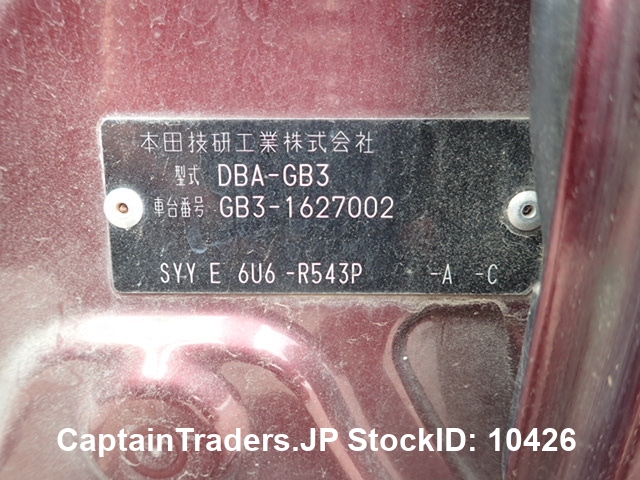 本田技研工業株式会社
型式 DBA-GB3
車台番号 GB3-1627002
SYY E 6U6 -R543P -A -C
CaptainTraders.JP StockID: 10426